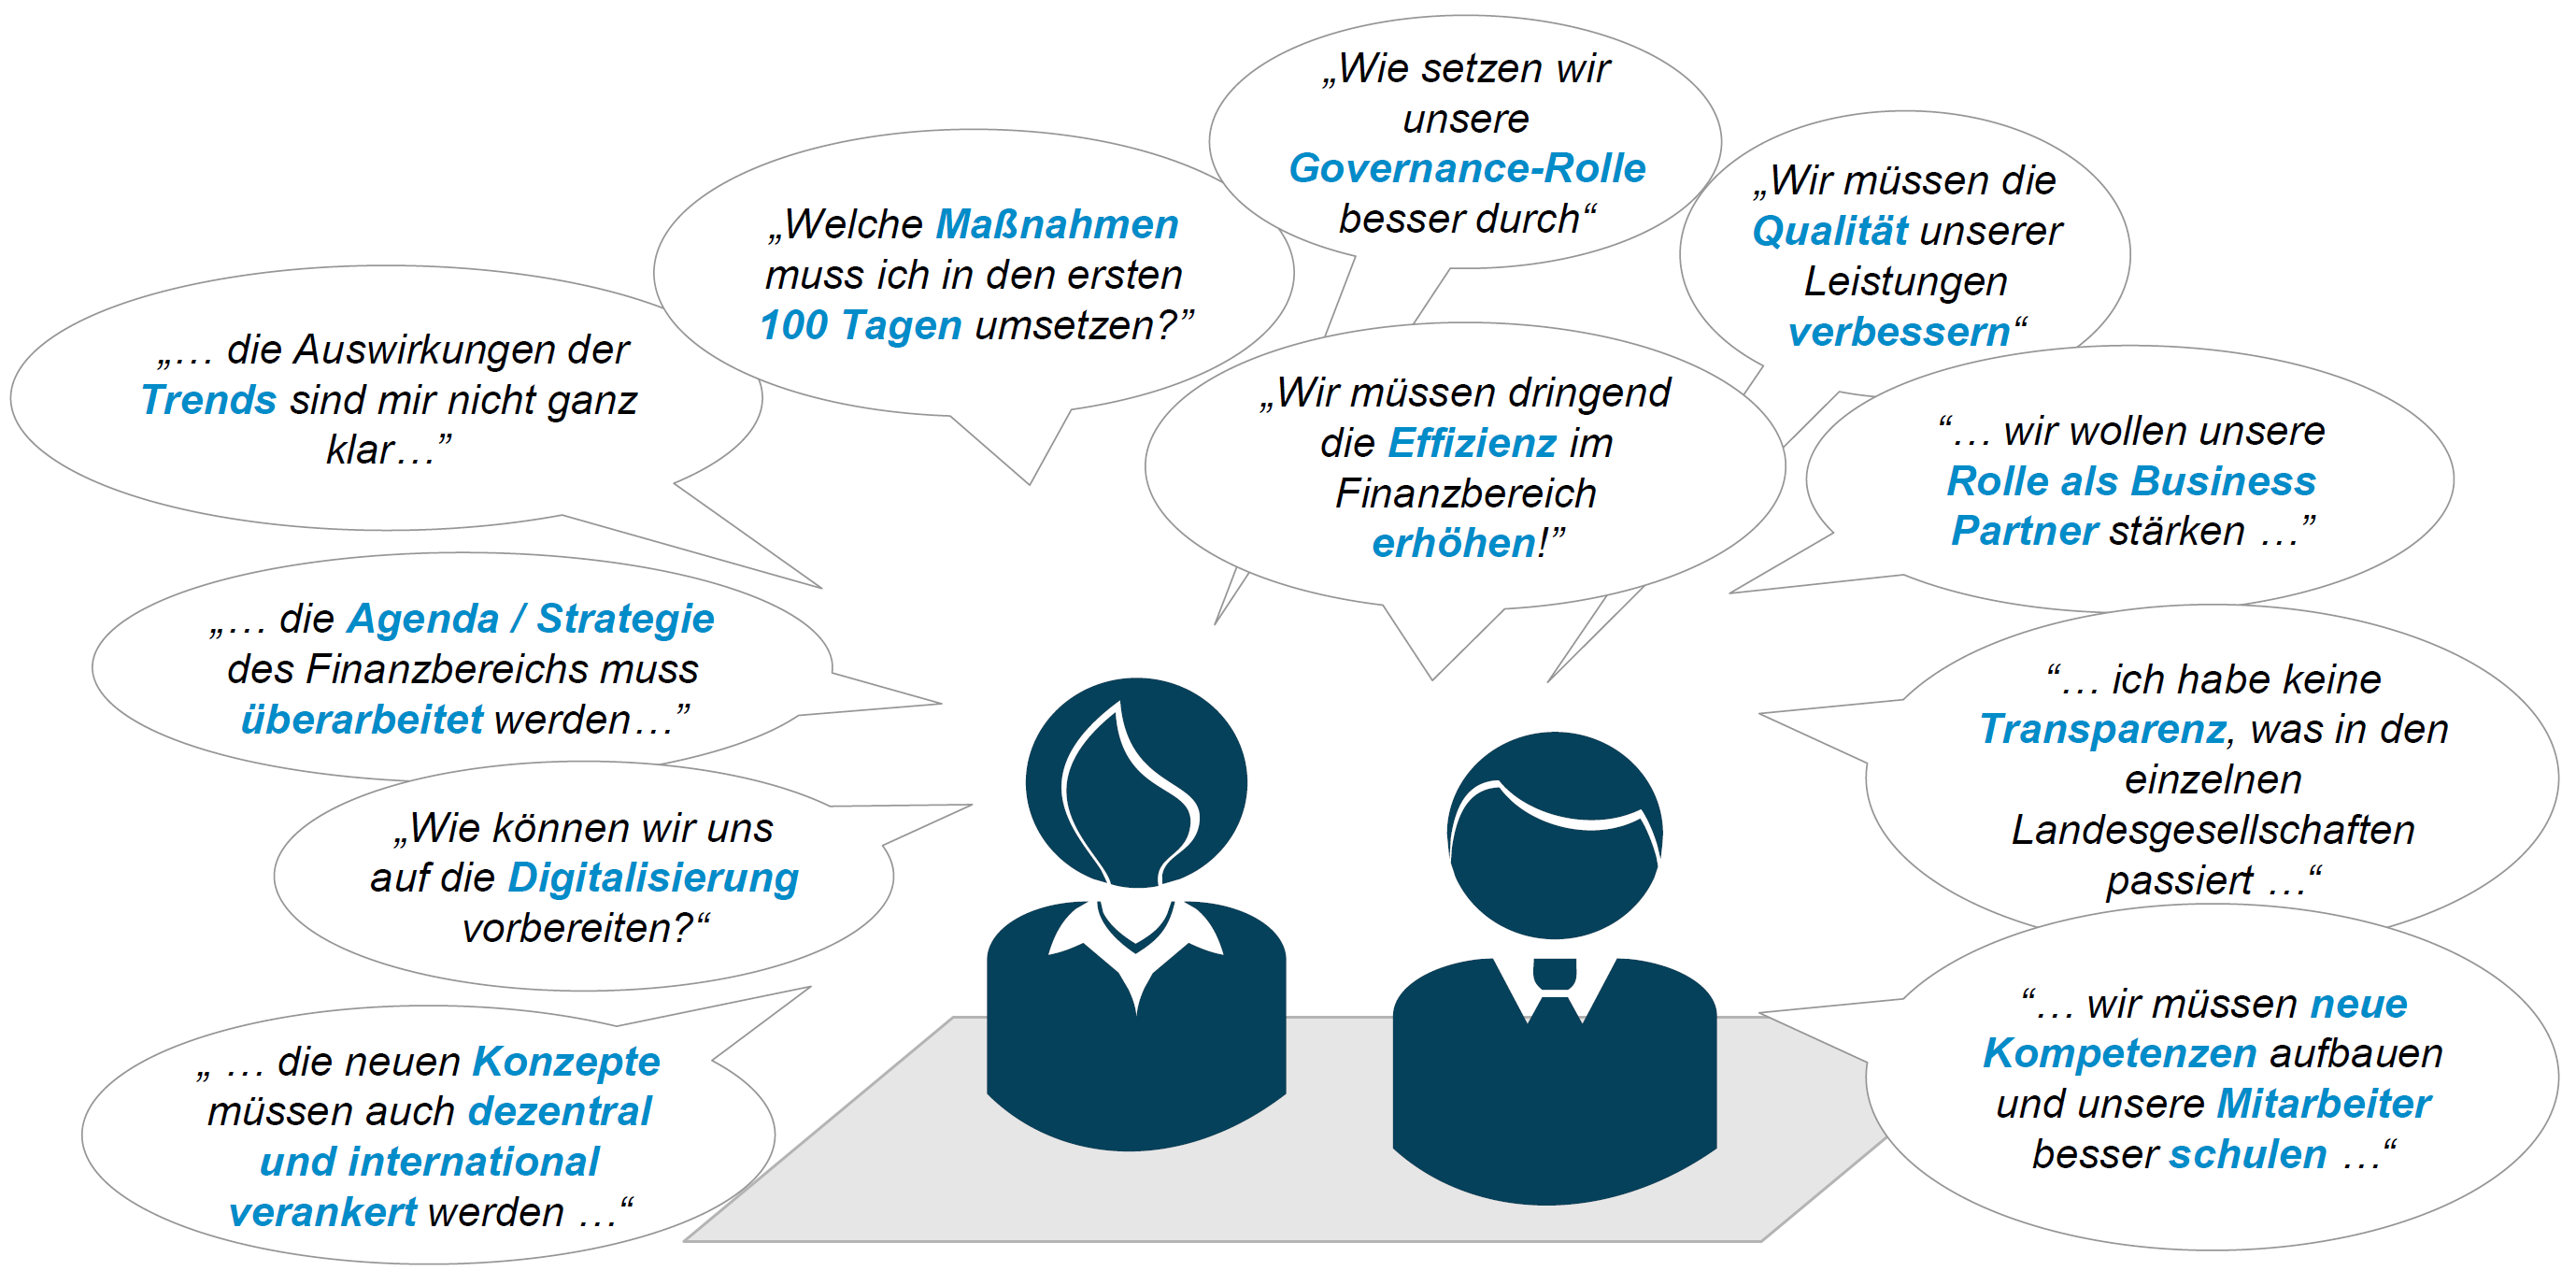 „Wie setzen wir
unsere
Governance-Rolle
besser durch“
„Wir müssen die
Qualität unserer
Leistungen
verbessern“
„Welche Maßnahmen
muss ich in den ersten
100 Tagen umsetzen?”
„… die Auswirkungen der
Trends sind mir nicht ganz
klar…”
„Wir müssen dringend
die Effizienz im
Finanzbereich
erhöhen!”
“… wir wollen unsere
Rolle als Business
Partner stärken …”
„… die Agenda / Strategie
des Finanzbereichs muss
überarbeitet werden…”
“… ich habe keine
Transparenz, was in den
einzelnen
Landesgesellschaften
passiert …“
„Wie können wir uns
auf die Digitalisierung
vorbereiten?“
„ … die neuen Konzepte
müssen auch dezentral
und international
verankert werden …“
“… wir müssen neue
Kompetenzen aufbauen
und unsere Mitarbeiter
besser schulen …“